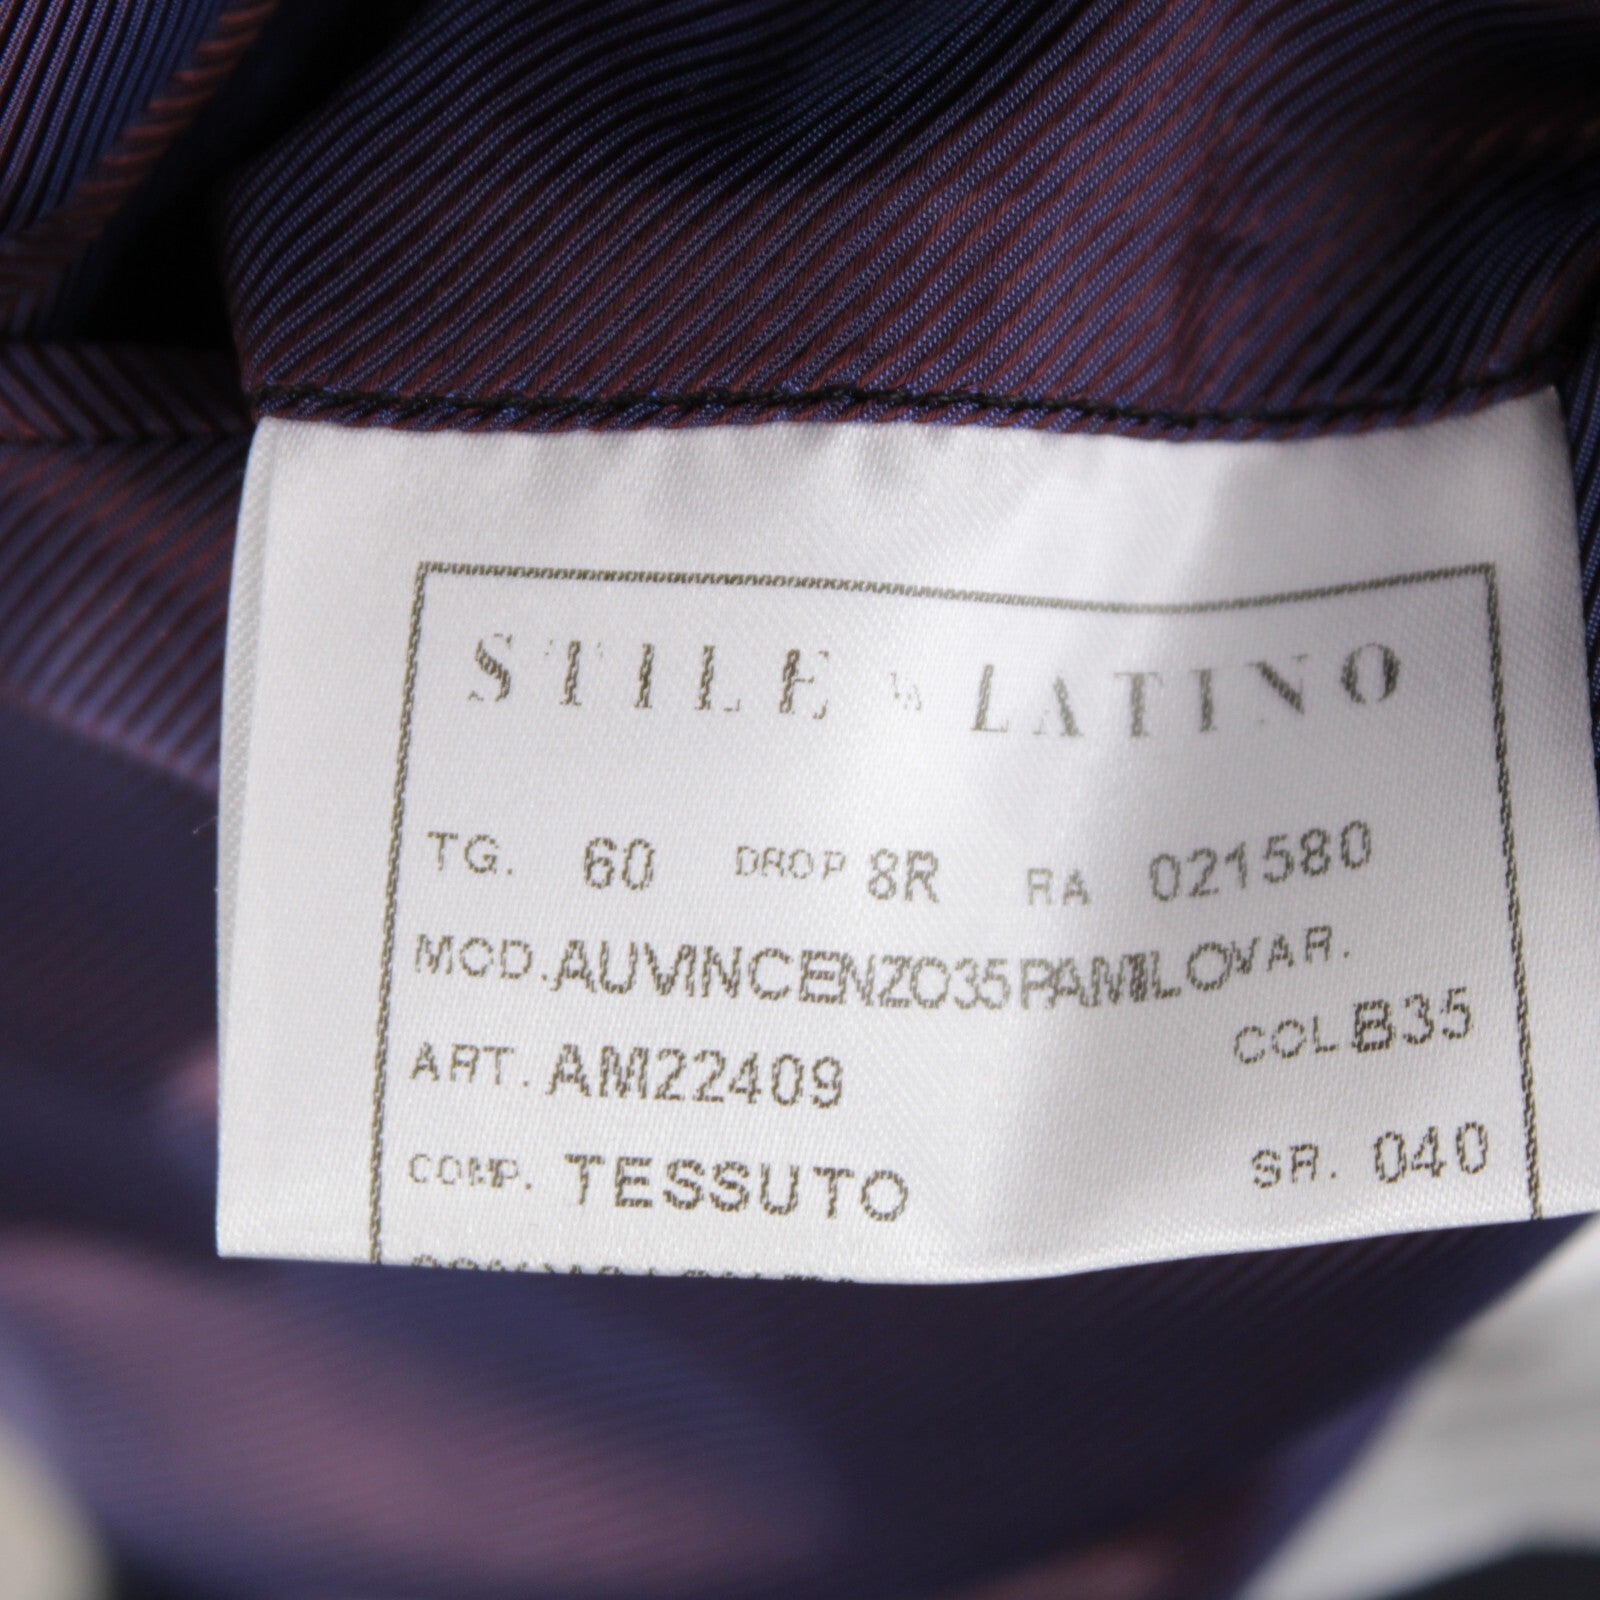 STILE LATINO
TG. 60 DROP 8R RA 021580
MOD. AUVINCENZO35PAMILO VAR.
ART. AM22409 COL. B35
COMP. TESSUTO SR. 040